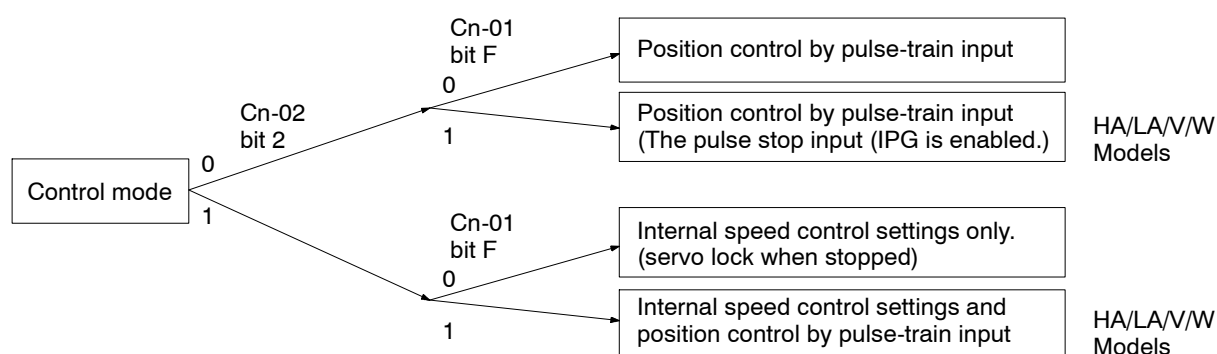 Cn-01
bit F
Position control by pulse-train input
0
Cn-02
bit 2
1
Position control by pulse-train input
(The pulse stop input (IPG is enabled.)
HA/LA/V/W
Models
0
Control mode
1
Cn-01
bit F
Internal speed control settings only.
(servo lock when stopped)
0
1
Internal speed control settings and
position control by pulse-train input
HA/LA/V/W
Models